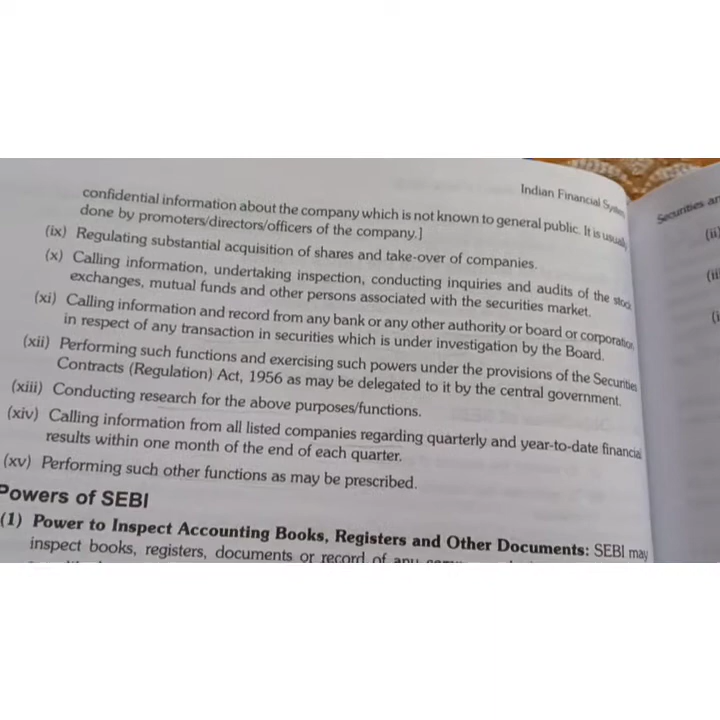 Indian Financial System
confidential information about the company which is not known to general public. It is usually
done by promoters/directors/officers of the company.]
(ix) Regulating substantial acquisition of shares and take-over of companies.
(x) Calling information, undertaking inspection, conducting inquiries and audits of the stock
exchanges, mutual funds and other persons associated with the securities market.
(xi) Calling information and record from any bank or any other authority or board or corporation
in respect of any transaction in securities which is under investigation by the Board.
(xii) Performing such functions and exercising such powers under the provisions of the Securities
Contracts (Regulation) Act, 1956 as may be delegated to it by the central government.
(xiii) Conducting research for the above purposes/functions.
(xiv) Calling information from all listed companies regarding quarterly and year-to-date financial
results within one month of the end of each quarter.
(xv) Performing such other functions as may be prescribed.
Powers of SEBI
(1) Power to Inspect Accounting Books, Registers and Other Documents: SEBI may
inspect books, registers, documents or record of any
Securities an
(ii)